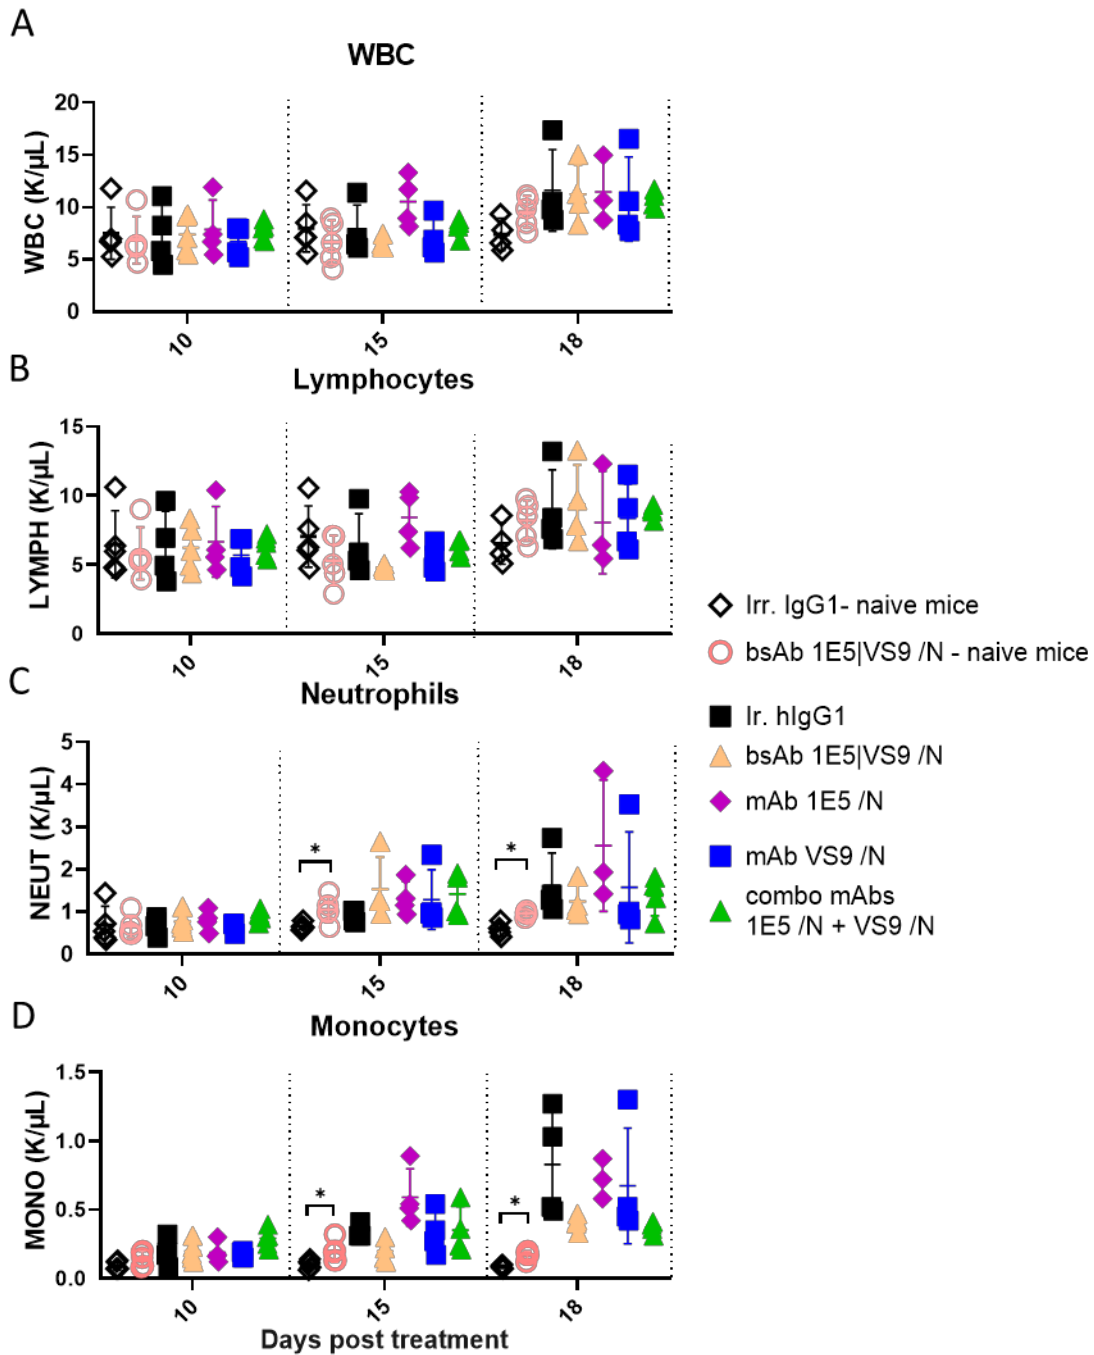 A
WBC
WBC (K/µL)
20
15
10
5
0
10
15
18
B
Lymphocytes
LYMPH (K/µL)
15
10
5
0
10
15
18
Irr. IgG1- naive mice
bsAb 1E5|VS9 /N - naive mice
Ir. hIgG1
bsAb 1E5|VS9 /N
mAb 1E5 /N
mAb VS9 /N
combo mAbs
1E5 /N + VS9 /N
C
Neutrophils
NEUT (K/µL)
5
4
3
2
1
0
*
*
10
15
18
D
Monocytes
MONO (K/µL)
1.5
1.0
0.5
0.0
*
*
10
15
18
Days post treatment